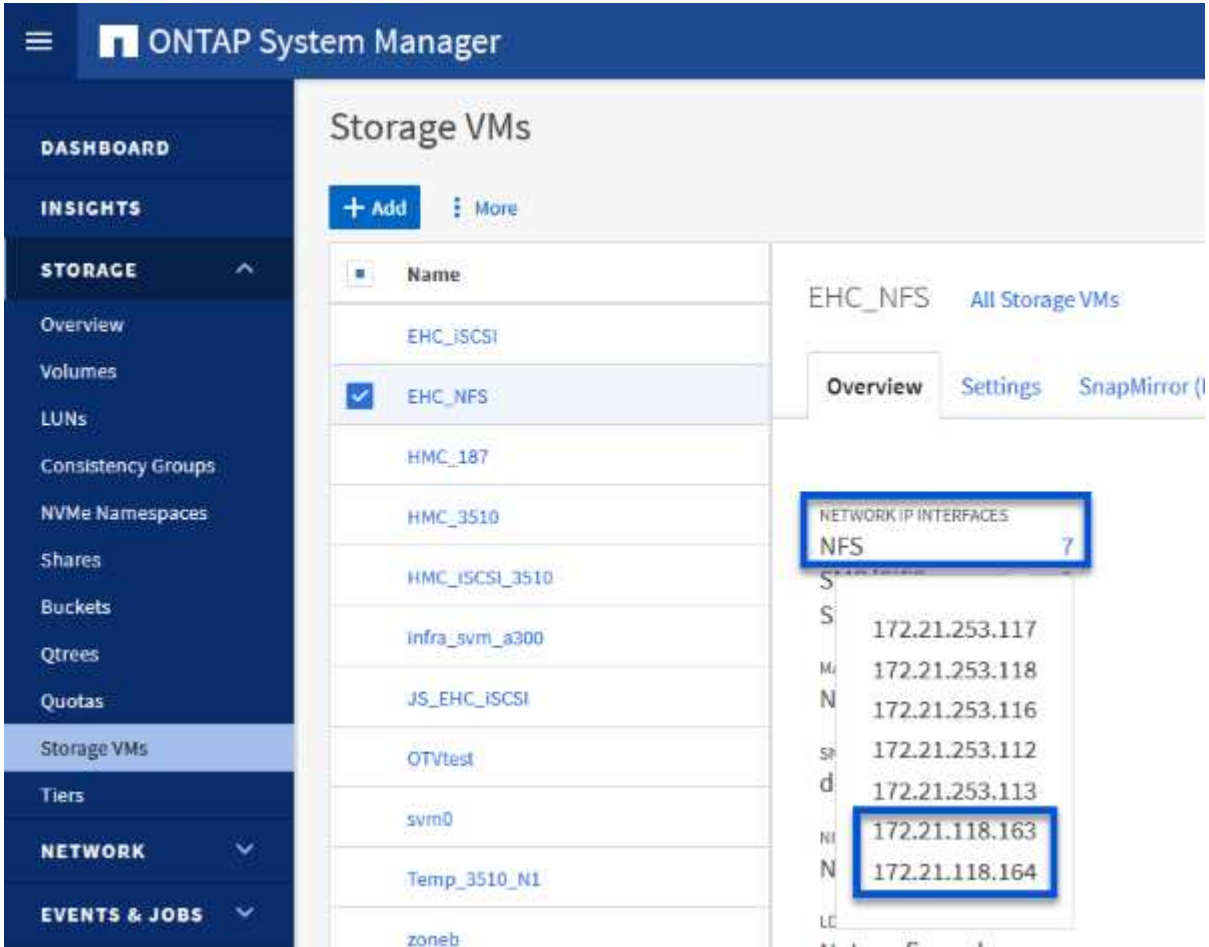 ONTAP System Manager
DASHBOARD
INSIGHTS
STORAGE
Overview
Volumes
LUNs
Consistency Groups
NVMe Namespaces
Shares
Buckets
Qtrees
Quotas
Storage VMs
Tiers
NETWORK
EVENTS & JOBS
Storage VMs
+ Add
More
Name
EHC_iSCSI
EHC_NFS
HMC_187
HMC_3510
HMC_iSCSI_3510
infra_svm_a300
JS_EHC_iSCSI
OTVtest
svm0
Temp_3510_N1
zoneb
EHC_NFS All Storage VMs
Overview Settings SnapMirror (
NETWORK IP INTERFACES
NFS 7
S
S
172.21.253.117
M
172.21.253.118
N
172.21.253.116
172.21.253.112
d
172.21.253.113
172.21.118.163
N
172.21.118.164